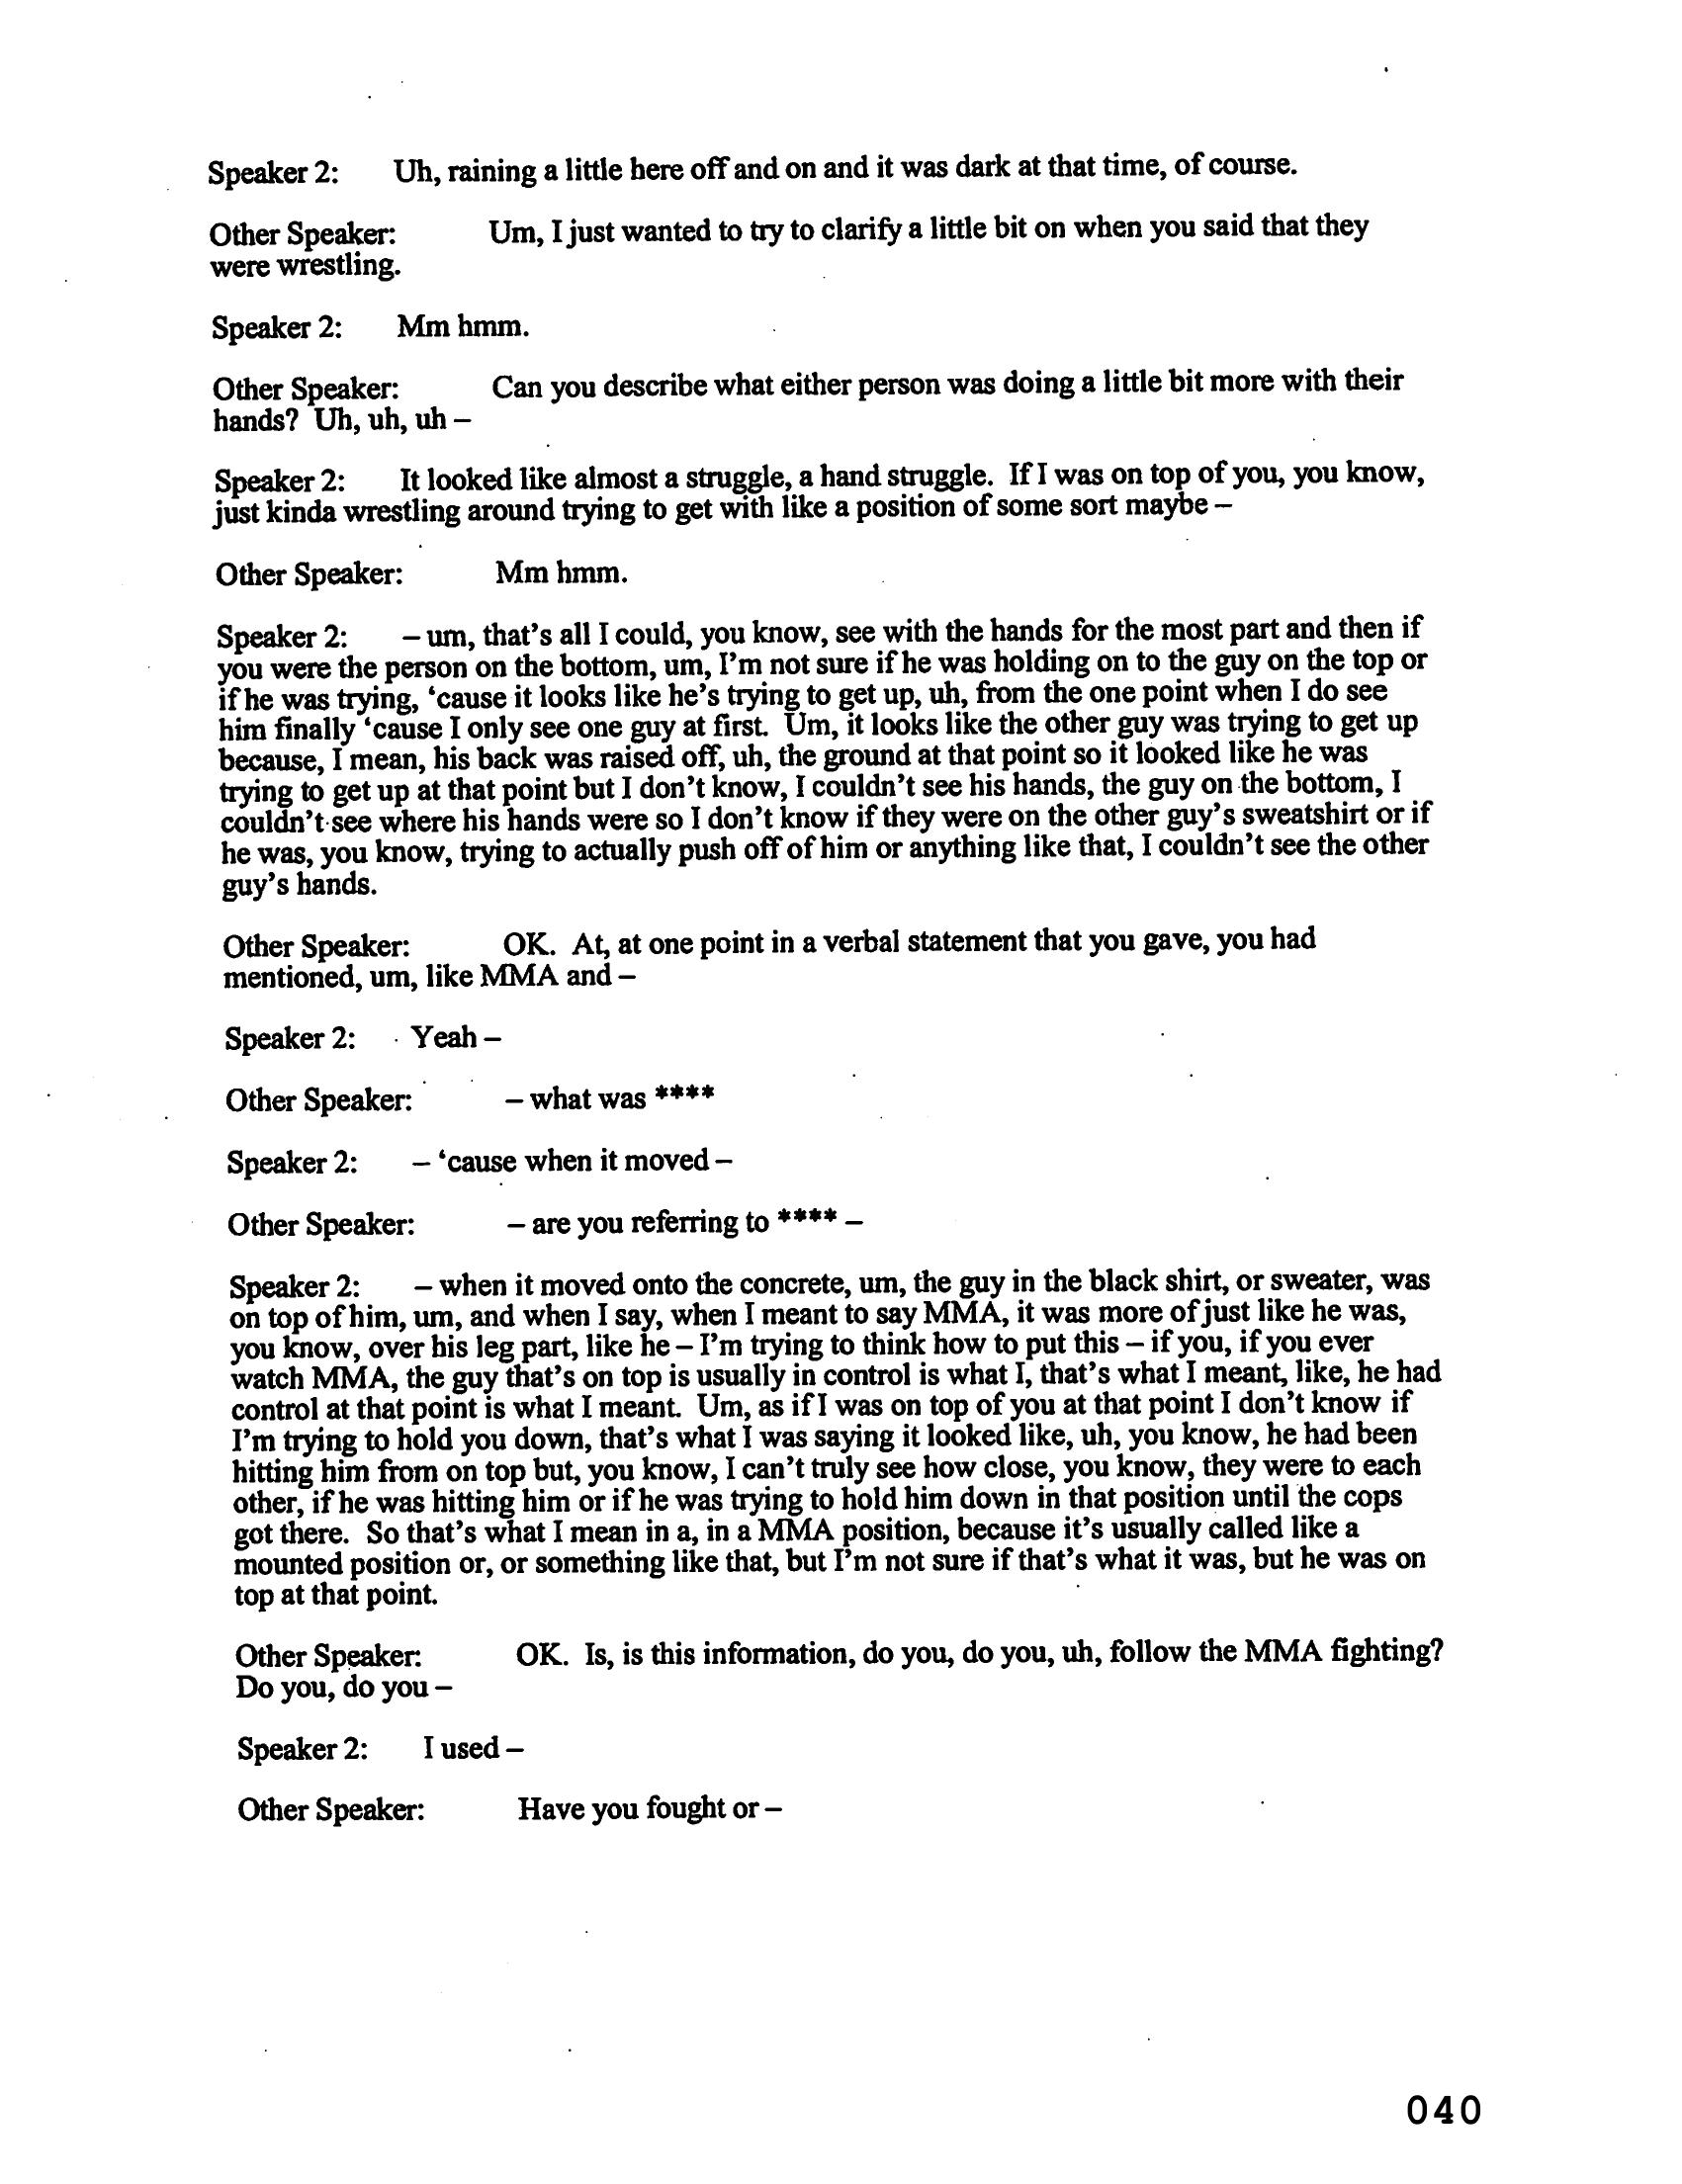 Speaker 2: Uh, raining a little here off and on and it was dark at that time, of course.
Other Speaker: Um, I just wanted to try to clarify a little bit on when you said that they
were wrestling.
Speaker 2: Mm hmm.
Other Speaker: Can you describe what either person was doing a little bit more with their
hands? Uh, uh, uh –
Speaker 2: It looked like almost a struggle, a hand struggle. If I was on top of you, you know,
just kinda wrestling around trying to get with like a position of some sort maybe –
Other Speaker: Mm hmm.
Speaker 2: – um, that's all I could, you know, see with the hands for the most part and then if
you were the person on the bottom, um, I'm not sure if he was holding on to the guy on the top or
if he was trying, ‘cause it looks like he's trying to get up, uh, from the one point when I do see
him finally ‘cause I only see one guy at first. Um, it looks like the other guy was trying to get up
because, I mean, his back was raised off, uh, the ground at that point so it looked like he was
trying to get up at that point but I don't know, I couldn't see his hands, the guy on the bottom, I
couldn't see where his hands were so I don't know if they were on the other guy's sweatshirt or if
he was, you know, trying to actually push off of him or anything like that, I couldn't see the other
guy's hands.
Other Speaker: OK. At, at one point in a verbal statement that you gave, you had
mentioned, um, like MMA and –
Speaker 2: Yeah –
Other Speaker: – what was ****
Speaker 2: – ‘cause when it moved –
Other Speaker: – are you referring to **** –
Speaker 2: – when it moved onto the concrete, um, the guy in the black shirt, or sweater, was
on top of him, um, and when I say, when I meant to say MMA, it was more of just like he was,
you know, over his leg part, like he – I'm trying to think how to put this – if you, if you ever
watch MMA, the guy that's on top is usually in control is what I, that's what I meant, like, he had
control at that point is what I meant. Um, as if I was on top of you at that point I don't know if
I'm trying to hold you down, that's what I was saying it looked like, uh, you know, he had been
hitting him from on top but, you know, I can't truly see how close, you know, they were to each
other, if he was hitting him or if he was trying to hold him down in that position until the cops
got there. So that's what I mean in a, in a MMA position, because it's usually called like a
mounted position or, or something like that, but I'm not sure if that's what it was, but he was on
top at that point.
Other Speaker: OK. Is, is this information, do you, do you, uh, follow the MMA fighting?
Do you, do you –
Speaker 2: I used –
Other Speaker: Have you fought or –
040